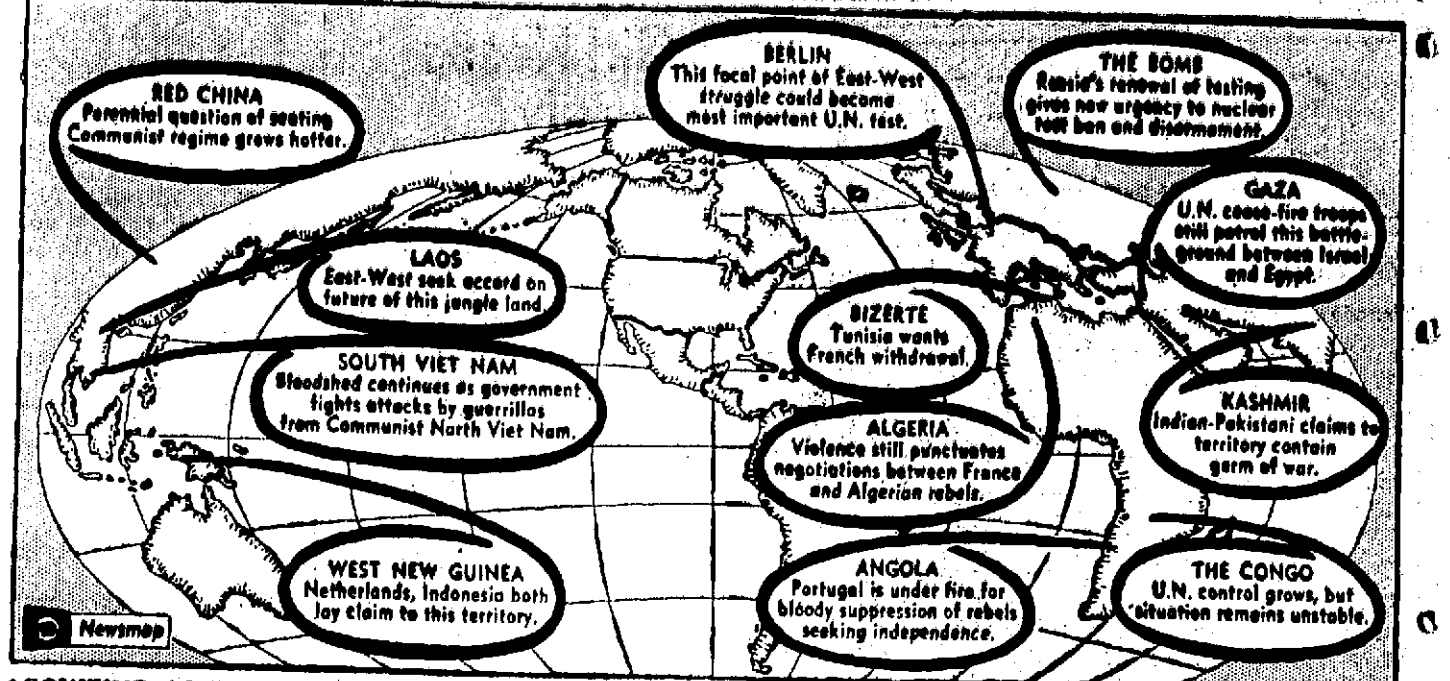 RED CHINA
Perennial question of seating
Communist regime grows hotter.
BERLIN
This focal point of East-West
struggle could become
most important U.N. test.
THE BOMB
Russia's renewal of testing
gives new urgency to nuclear
test ban and disarmament.
GAZA
U.N. cease-fire troops
still patrol this battle-
ground between Israel
and Egypt.
LAOS
East-West seek accord on
future of this jungle land.
BIZERTE
Tunisia wants
French withdrawal.
SOUTH VIET NAM
Bloodshed continues as government
fights attacks by guerrillas
from Communist North Viet Nam.
KASHMIR
Indian-Pakistani claims to
territory contain
germ of war.
ALGERIA
Violence still punctuates
negotiations between France
and Algerian rebels.
WEST NEW GUINEA
Netherlands, Indonesia both
lay claim to this territory.
ANGOLA
Portugal is under fire for
bloody suppression of rebels
seeking independence.
THE CONGO
U.N. control grows, but
situation remains unstable.
Newsmap